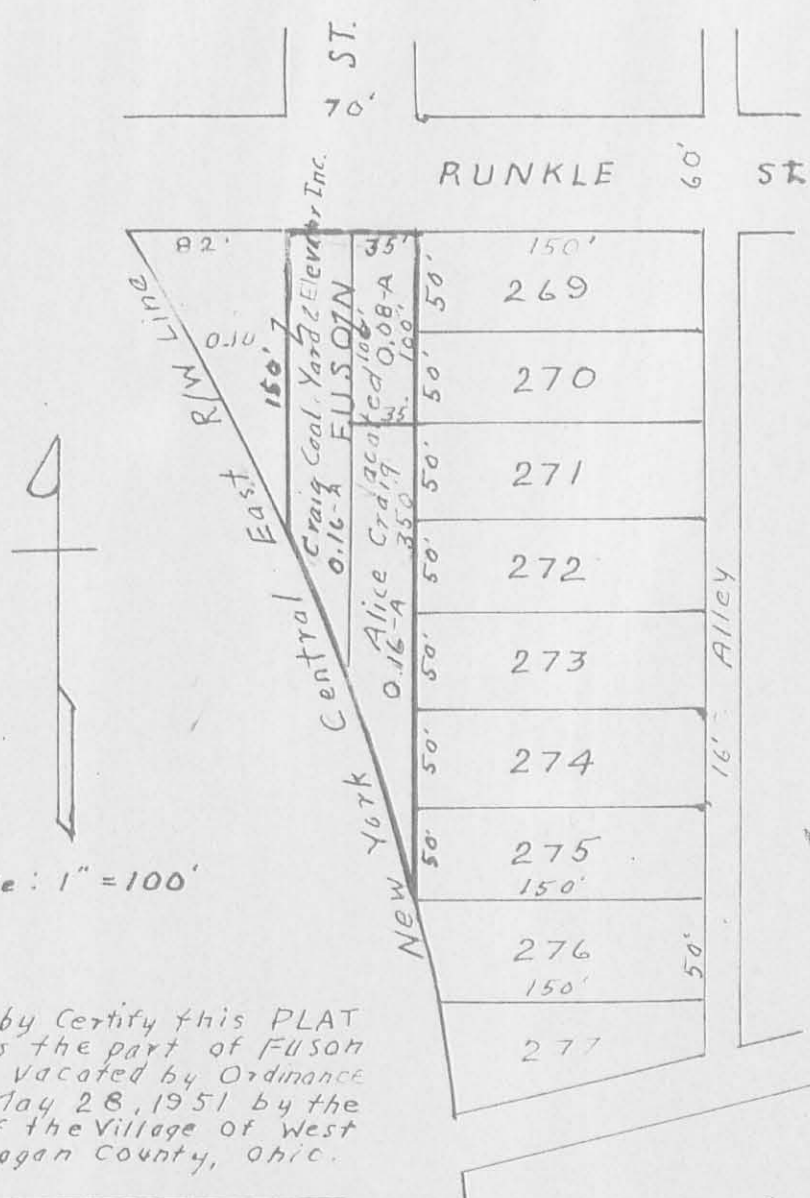 ST.
70'
RUNKLE
60'
ST.
82'
35'
150'
R/W Line
0.10
150'
Craig Coal Yard & Elevator Inc.
0.16-A
FUSON
Vacated
100'
0.08-A
100'
35
Alice Craig
0.16-A
350'
50'
269
50'
270
50'
271
50'
272
50'
273
50'
274
50'
275
150'
276
150'
50'
277
16' Alley
New York Central East
e: 1" = 100'
by Certify this PLAT
s the part of Fuson
Vacated by Ordinance
May 28, 1951 by the
f the Village of West
ogan County, Ohio.